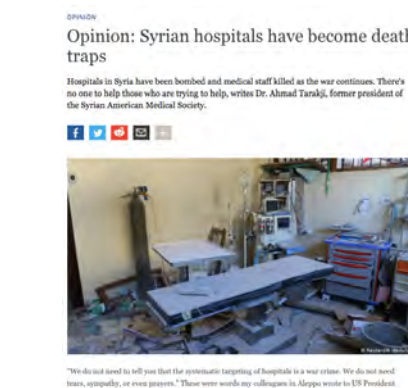 OPINION
Opinion: Syrian hospitals have become death
traps
Hospitals in Syria have been bombed and medical staff killed as the war continues. There's
no one to help those who are trying to help, writes Dr. Ahmad Tarakji, former president of
the Syrian American Medical Society.
"We do not need to tell you that the systematic targeting of hospitals is a war crime. We do not need
tears, sympathy, or even prayers." These were words my colleagues in Aleppo wrote to US President